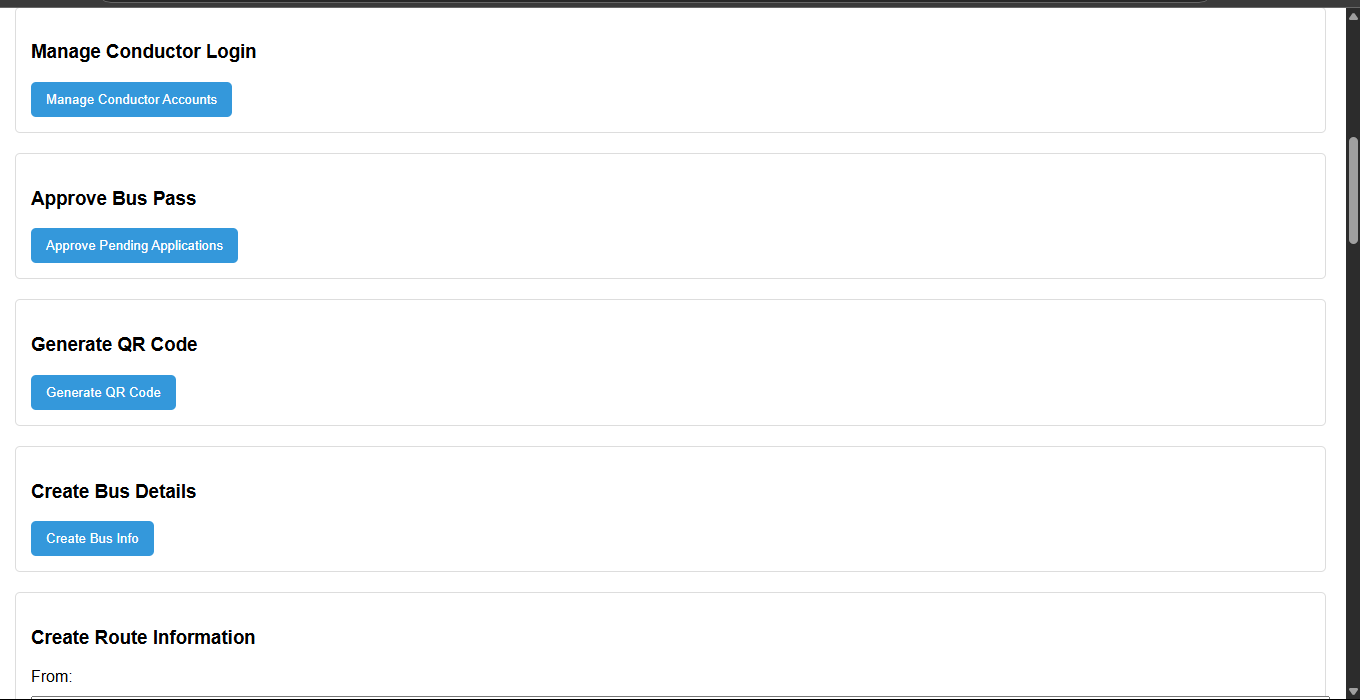 Manage Conductor Login
Manage Conductor Accounts
Approve Bus Pass
Approve Pending Applications
Generate QR Code
Generate QR Code
Create Bus Details
Create Bus Info
Create Route Information
From: